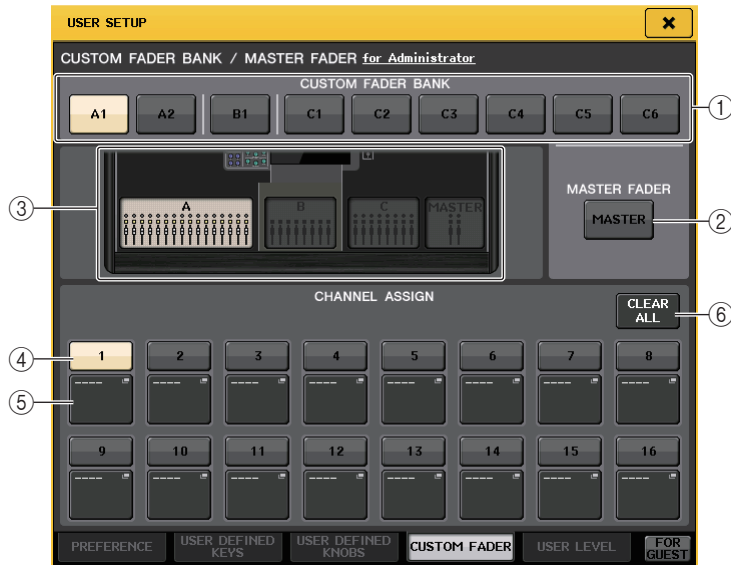 USER SETUP
CUSTOM FADER BANK / MASTER FADER for Administrator
CUSTOM FADER BANK
A1 A2 B1 C1 C2 C3 C4 C5 C6
①
A B C MASTER
③
MASTER FADER
MASTER
②
CHANNEL ASSIGN
CLEAR
ALL
⑥
④
1 2 3 4 5 6 7 8
⑤
---- ---- ---- ---- ---- ---- ---- ----
9 10 11 12 13 14 15 16
---- ---- ---- ---- ---- ---- ---- ----
PREFERENCE
USER DEFINED
KEYS
USER DEFINED
KNOBS
CUSTOM FADER
USER LEVEL
FOR
GUEST